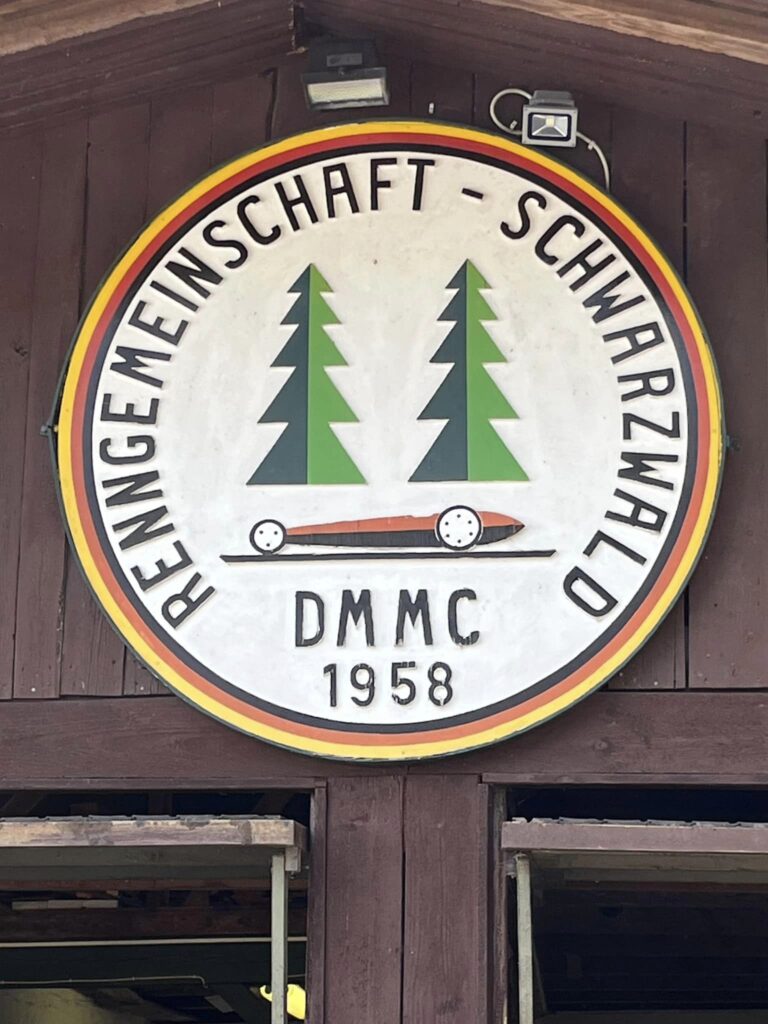 RENNGEMEINSCHAFT - SCHWARZWALD
DMMC
1958